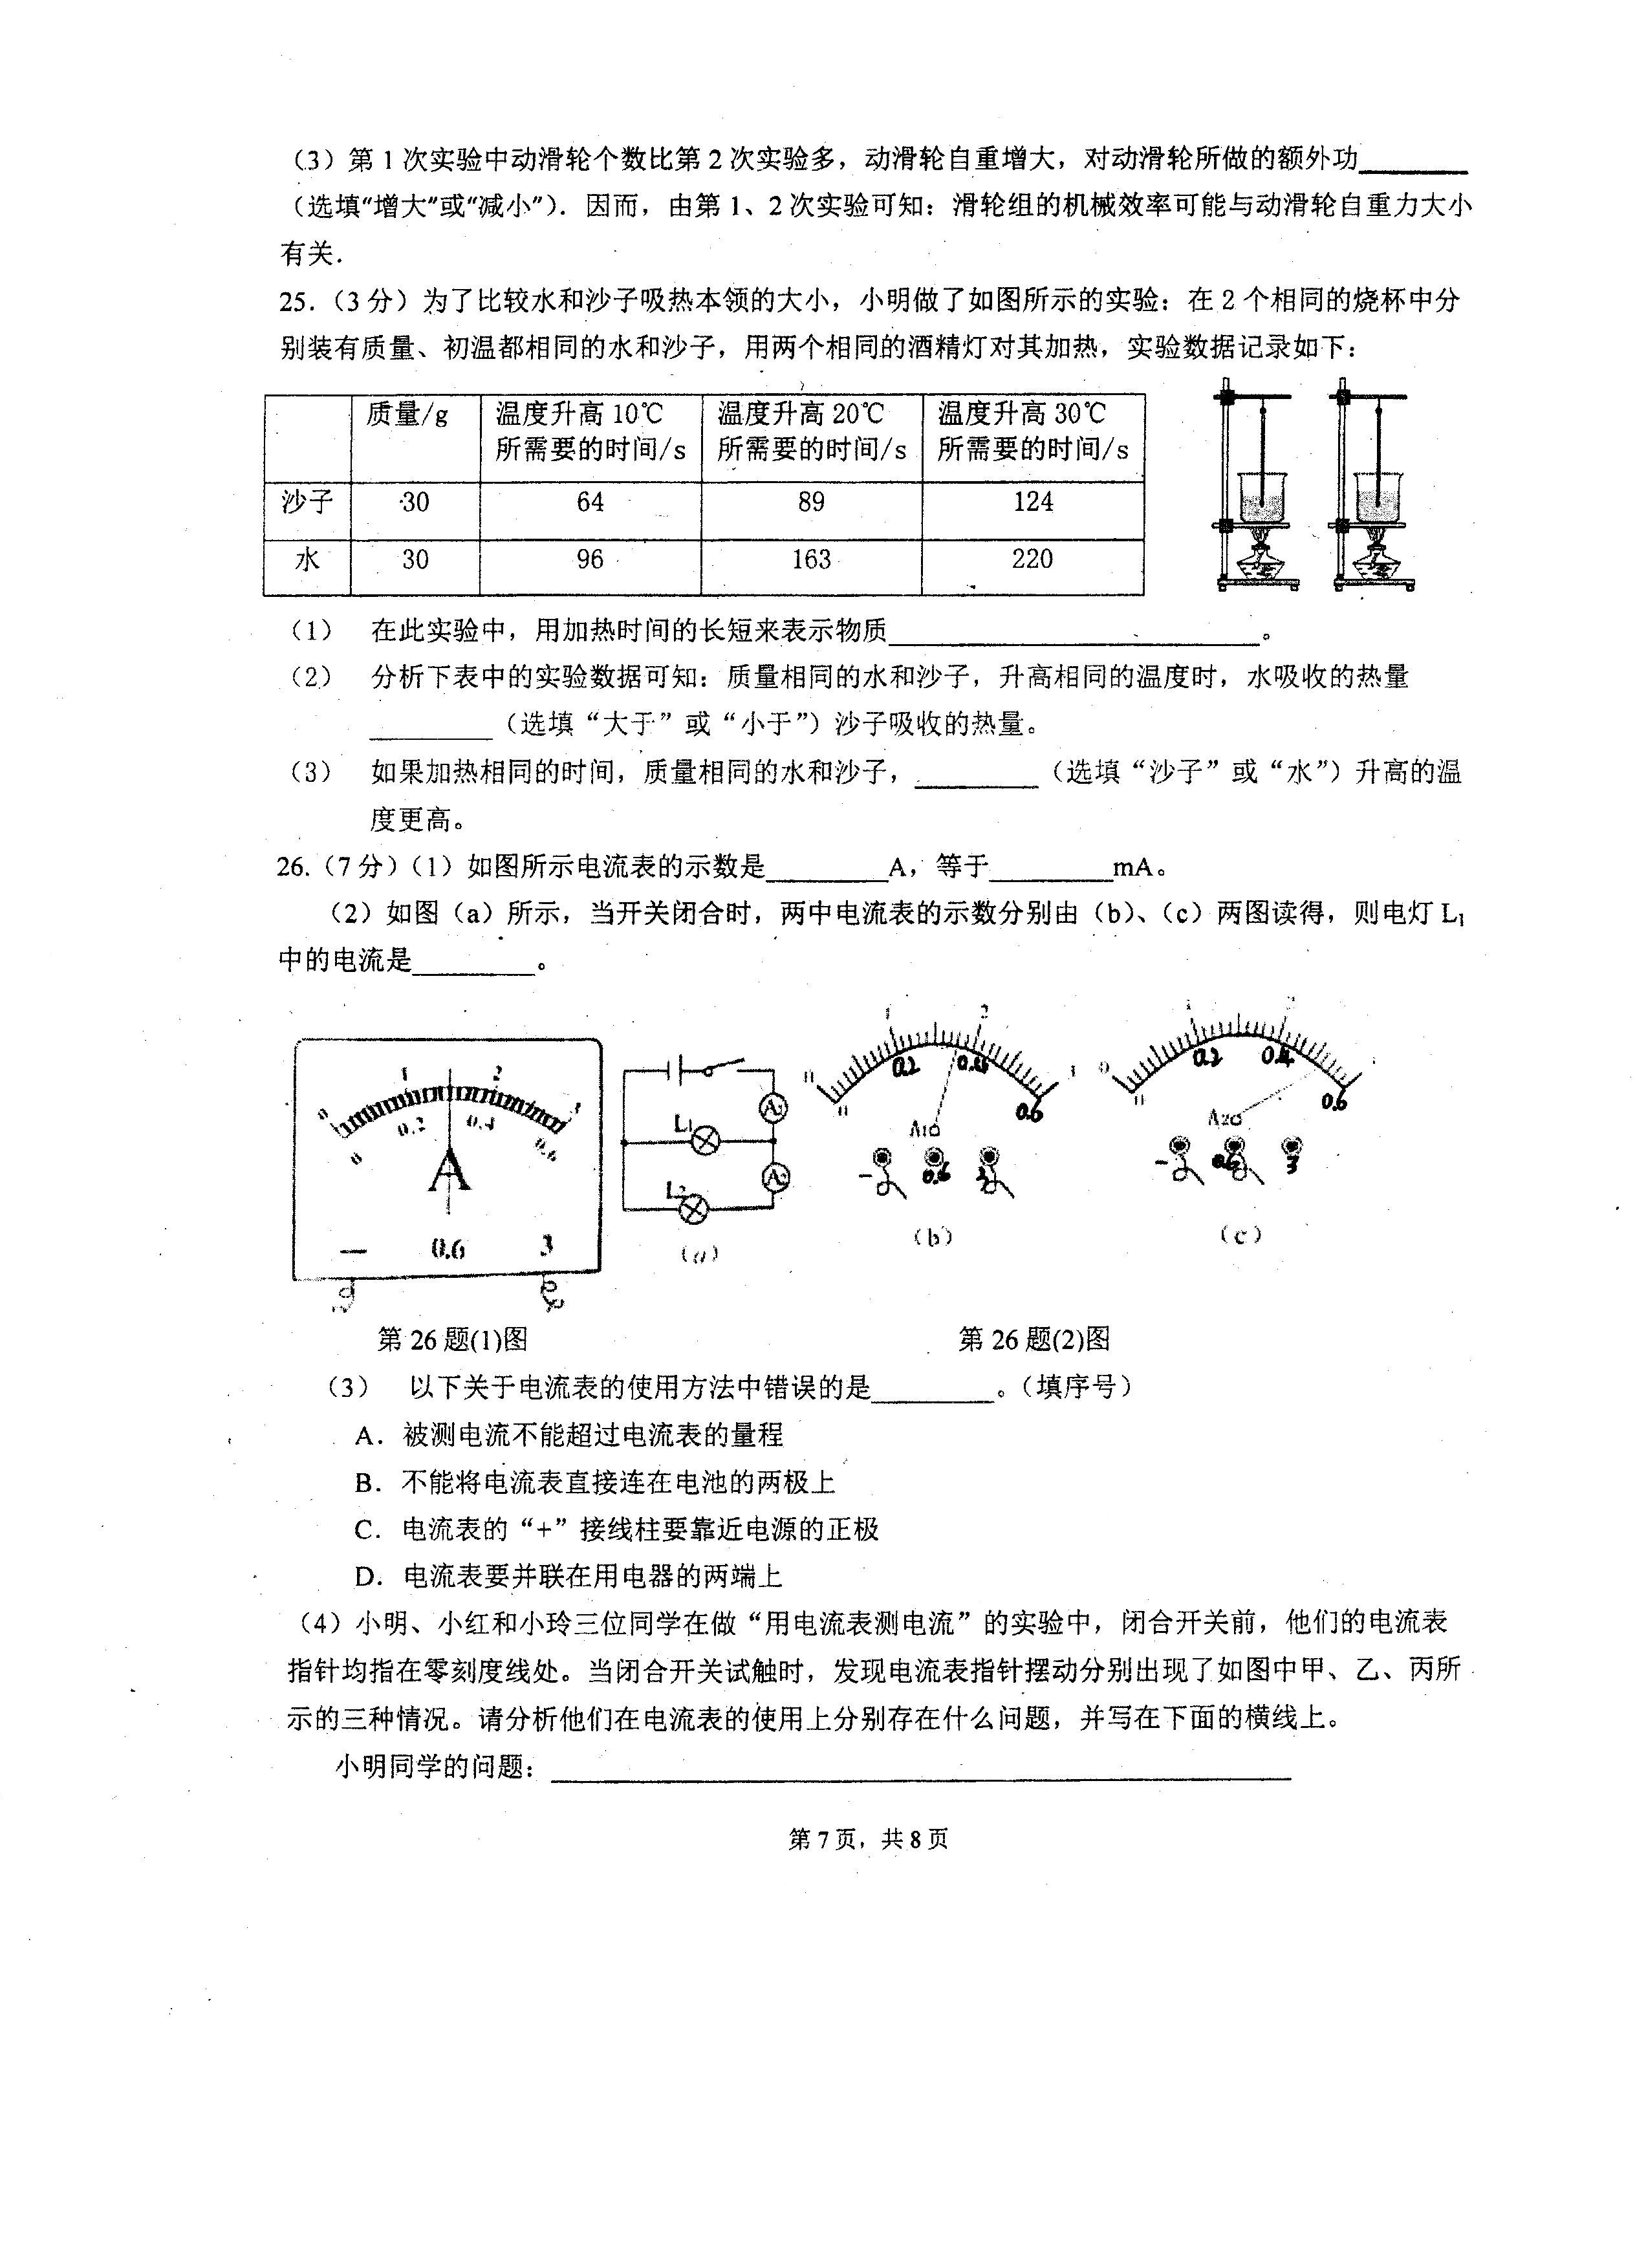 （3）第 1 次实验中动滑轮个数比第 2 次实验多，动滑轮自重增大，对动滑轮所做的额外功________
（选填"增大"或"减小"）．因而，由第 1、2 次实验可知：滑轮组的机械效率可能与动滑轮自重力大小
有关．
25.（3 分）为了比较水和沙子吸热本领的大小，小明做了如图所示的实验：在 2 个相同的烧杯中分
别装有质量、初温都相同的水和沙子，用两个相同的酒精灯对其加热，实验数据记录如下：
质量/g 温度升高 10℃ 温度升高 20℃ 温度升高 30℃
所需要的时间/s 所需要的时间/s 所需要的时间/s
沙子 30 64 89 124
水 30 96 163 220
（1） 在此实验中，用加热时间的长短来表示物质________________________。
（2） 分析下表中的实验数据可知：质量相同的水和沙子，升高相同的温度时，水吸收的热量
________（选填“大于”或“小于”）沙子吸收的热量。
（3） 如果加热相同的时间，质量相同的水和沙子，________（选填“沙子”或“水”）升高的温
度更高。
26.（7 分）（1）如图所示电流表的示数是________A，等于________mA。
（2）如图（a）所示，当开关闭合时，两中电流表的示数分别由（b）、（c）两图读得，则电灯 L1
中的电流是________。
0 1 2 3
0 0.2 0.4 0.6
A
— 0.6 3
A1
L1
A2
L2
(a)
0 1 2 3
0 0.2 0.4 0.6
A1
- 0.6 3
(b)
0 1 2
0 0.2 0.4 0.6
A2
- 0.6 3
(c)
第 26 题(1)图 第 26 题(2)图
（3） 以下关于电流表的使用方法中错误的是________。（填序号）
A．被测电流不能超过电流表的量程
B．不能将电流表直接连在电池的两极上
C．电流表的“+”接线柱要靠近电源的正极
D．电流表要并联在用电器的两端上
（4）小明、小红和小玲三位同学在做“用电流表测电流”的实验中，闭合开关前，他们的电流表
指针均指在零刻度线处。当闭合开关试触时，发现电流表指针摆动分别出现了如图中甲、乙、丙所
示的三种情况。请分析他们在电流表的使用上分别存在什么问题，并写在下面的横线上。
小明同学的问题：________________________________
第 7 页，共 8 页